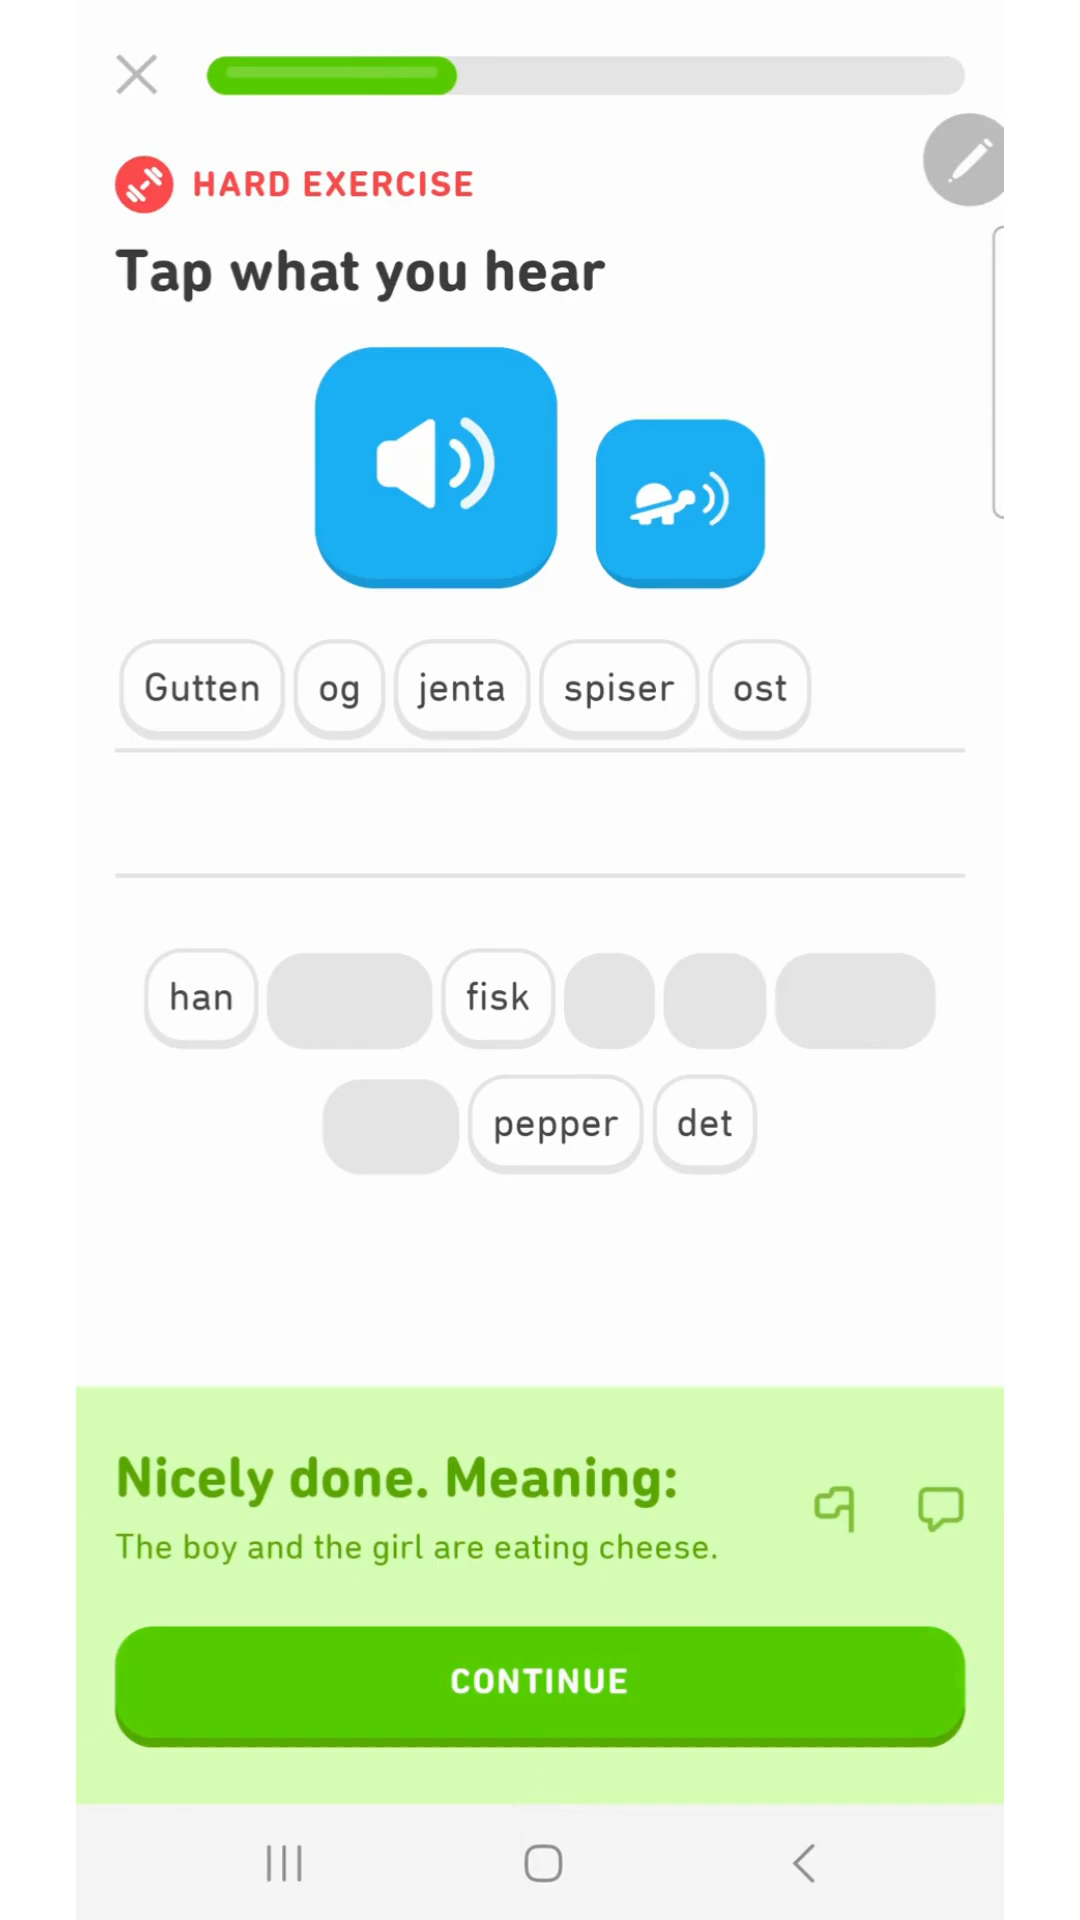 HARD EXERCISE
Tap what you hear
Gutten og jenta spiser ost
han fisk
pepper det
Nicely done. Meaning:
The boy and the girl are eating cheese.
CONTINUE